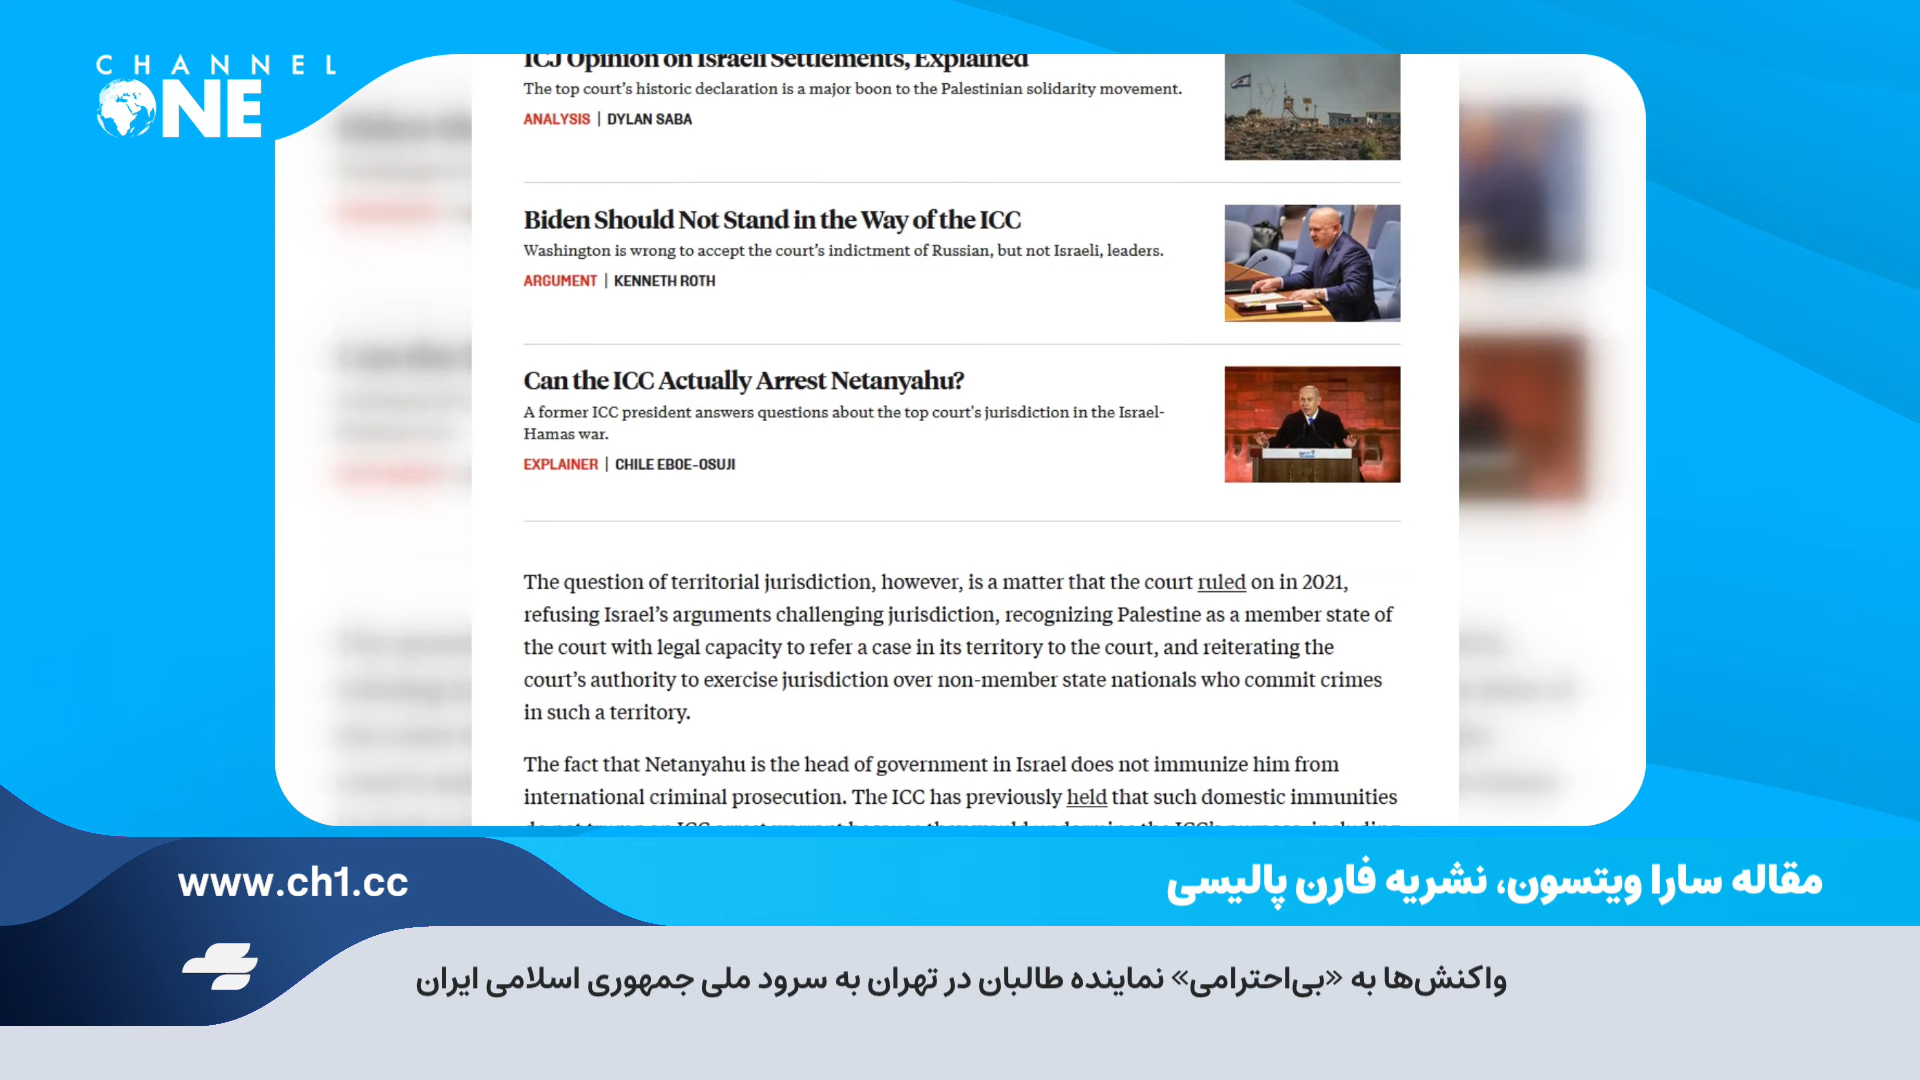 CHANNEL
ONE
ICJ Opinion on Israeli Settlements, Explained
The top court's historic declaration is a major boon to the Palestinian solidarity movement.
ANALYSIS | DYLAN SABA
Biden Should Not Stand in the Way of the ICC
Washington is wrong to accept the court's indictment of Russian, but not Israeli, leaders.
ARGUMENT | KENNETH ROTH
Can the ICC Actually Arrest Netanyahu?
A former ICC president answers questions about the top court's jurisdiction in the Israel-
Hamas war.
EXPLAINER | CHILE EBOE-OSUJI
The question of territorial jurisdiction, however, is a matter that the court ruled on in 2021,
refusing Israel's arguments challenging jurisdiction, recognizing Palestine as a member state of
the court with legal capacity to refer a case in its territory to the court, and reiterating the
court's authority to exercise jurisdiction over non-member state nationals who commit crimes
in such a territory.
The fact that Netanyahu is the head of government in Israel does not immunize him from
international criminal prosecution. The ICC has previously held that such domestic immunities
www.ch1.cc
مقاله سارا ویتسون، نشریه فارن پالیسی
واکنش‌ها به «بی‌احترامی» نماینده طالبان در تهران به سرود ملی جمهوری اسلامی ایران